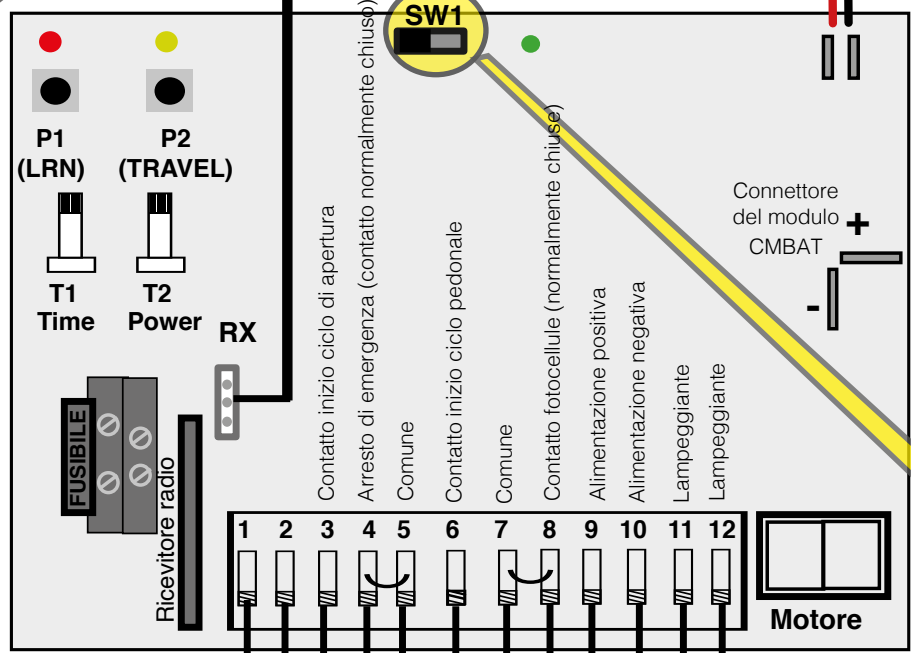 SW1
P1
(LRN)
P2
(TRAVEL)
T1
Time
T2
Power
RX
Connettore
del modulo
CMBAT
+
-
FUSIBILE
Ricevitore radio
Contatto inizio ciclo di apertura
Arresto di emergenza (contatto normalmente chiuso)
Comune
Contatto inizio ciclo pedonale
Comune
Contatto fotocellule (normalmente chiuse)
Alimentazione positiva
Alimentazione negativa
Lampeggiante
Lampeggiante
1 2 3 4 5 6 7 8 9 10 11 12
Motore